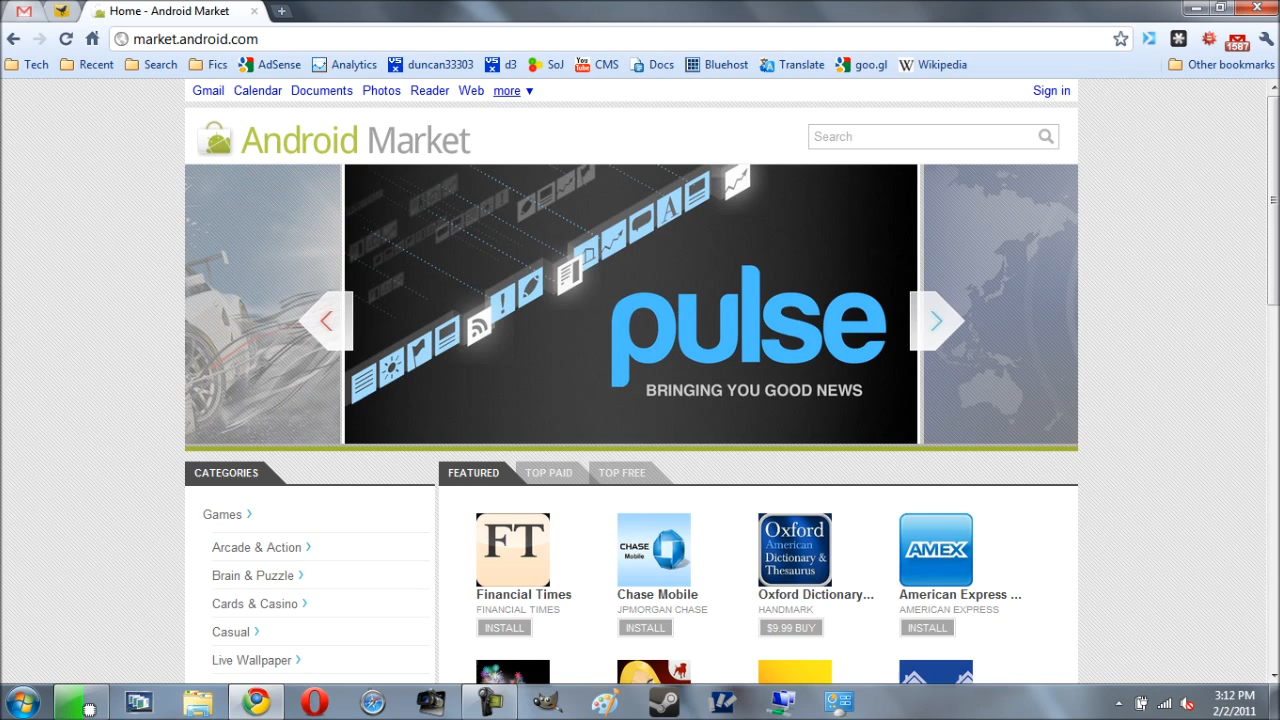 Home - Android Market
market.android.com
1587
Tech Recent Search Fics AdSense Analytics duncan33303 d3 SoJ CMS Docs Bluehost Translate goo.gl Wikipedia Other bookmarks
Gmail Calendar Documents Photos Reader Web more ▼ Sign in
Android Market
Search
A
!
pulse
BRINGING YOU GOOD NEWS
CATEGORIES
FEATURED TOP PAID TOP FREE
Games
Arcade & Action
Brain & Puzzle
Cards & Casino
Casual
Live Wallpaper
FT
CHASE
Mobile
Oxford
American
Dictionary &
Thesaurus
AMEX
Financial Times Chase Mobile Oxford Dictionary... American Express ...
FINANCIAL TIMES JPMORGAN CHASE HANDMARK AMERICAN EXPRESS
INSTALL INSTALL $9.99 BUY INSTALL
3:12 PM
2/2/2011